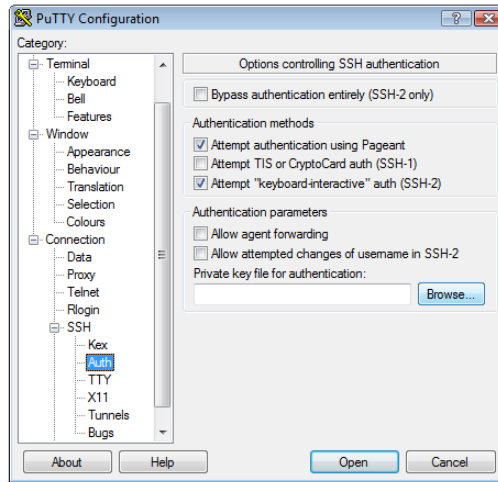 PuTTY Configuration
Category:
Terminal
Keyboard
Bell
Features
Window
Appearance
Behaviour
Translation
Selection
Colours
Connection
Data
Proxy
Telnet
Rlogin
SSH
Kex
Auth
TTY
X11
Tunnels
Bugs
Options controlling SSH authentication
Bypass authentication entirely (SSH-2 only)
Authentication methods
Attempt authentication using Pageant
Attempt TIS or CryptoCard auth (SSH-1)
Attempt "keyboard-interactive" auth (SSH-2)
Authentication parameters
Allow agent forwarding
Allow attempted changes of username in SSH-2
Private key file for authentication:
Browse...
About
Help
Open
Cancel